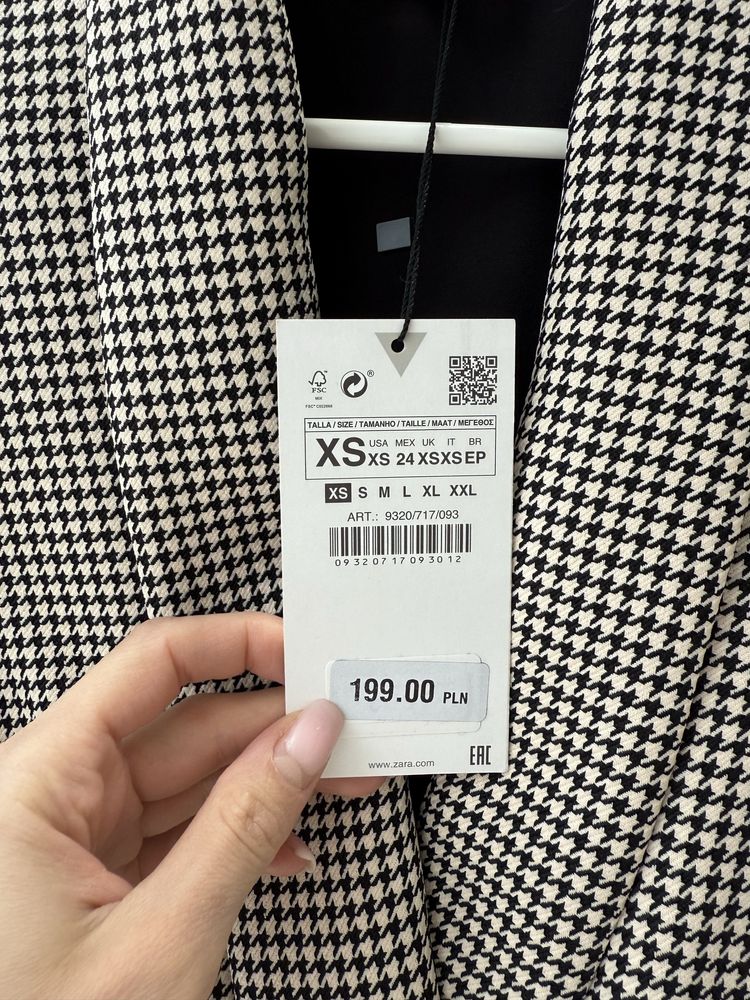 FSC
MIX
®
TALLA / SIZE / TAMANHO / TAILLE / MAAT / ΜΕΓΕΘΟΣ
XS USA MEX UK IT BR
XS 24 XS XS EP
XS S M L XL XXL
ART.: 9320/717/093
09320717093012
199.00 PLN
www.zara.com
EAC